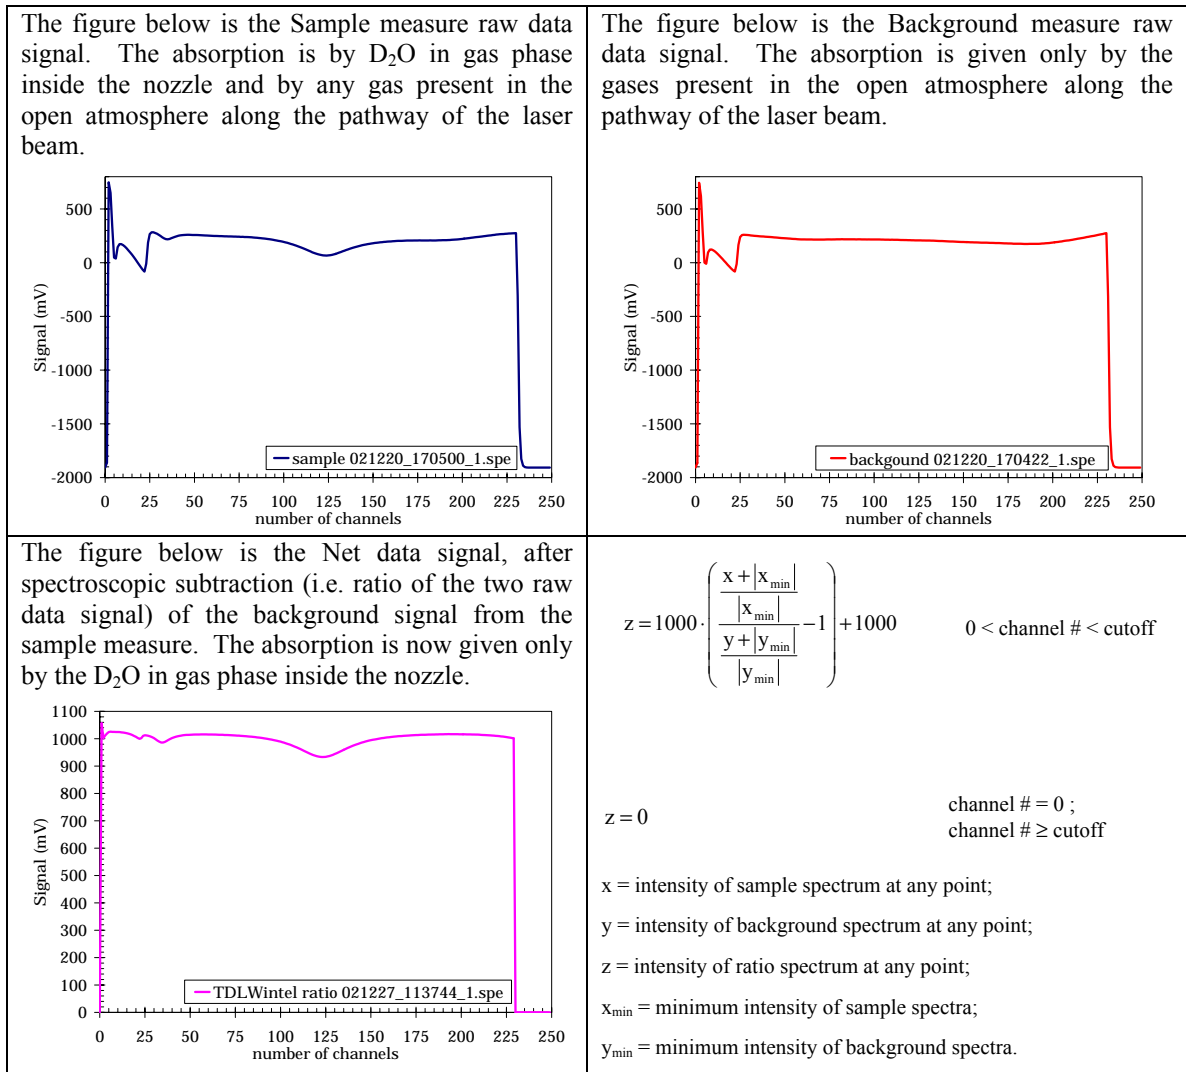 The figure below is the Sample measure raw data
signal. The absorption is by D₂O in gas phase
inside the nozzle and by any gas present in the
open atmosphere along the pathway of the laser
beam.
500
0
-500
-1000
-1500
-2000
Signal (mV)
sample 021220_170500_1.spe
0 25 50 75 100 125 150 175 200 225 250
number of channels
The figure below is the Background measure raw
data signal. The absorption is given only by the
gases present in the open atmosphere along the
pathway of the laser beam.
500
0
-500
-1000
-1500
-2000
Signal (mV)
backgound 021220_170422_1.spe
0 25 50 75 100 125 150 175 200 225 250
number of channels
The figure below is the Net data signal, after
spectroscopic subtraction (i.e. ratio of the two raw
data signal) of the background signal from the
sample measure. The absorption is now given only
by the D₂O in gas phase inside the nozzle.
1100
1000
900
800
700
600
500
400
300
200
100
0
Signal (mV)
TDLWintel ratio 021227_113744_1.spe
0 25 50 75 100 125 150 175 200 225 250
number of channels
z = 1000 · ( ((x + |x_min|) / |x_min|) / ((y + |y_min|) / |y_min|) − 1 ) + 1000 0 < channel # < cutoff
z = 0
channel # = 0 ;
channel # ≥ cutoff
x = intensity of sample spectrum at any point;
y = intensity of background spectrum at any point;
z = intensity of ratio spectrum at any point;
x_min = minimum intensity of sample spectra;
y_min = minimum intensity of background spectra.